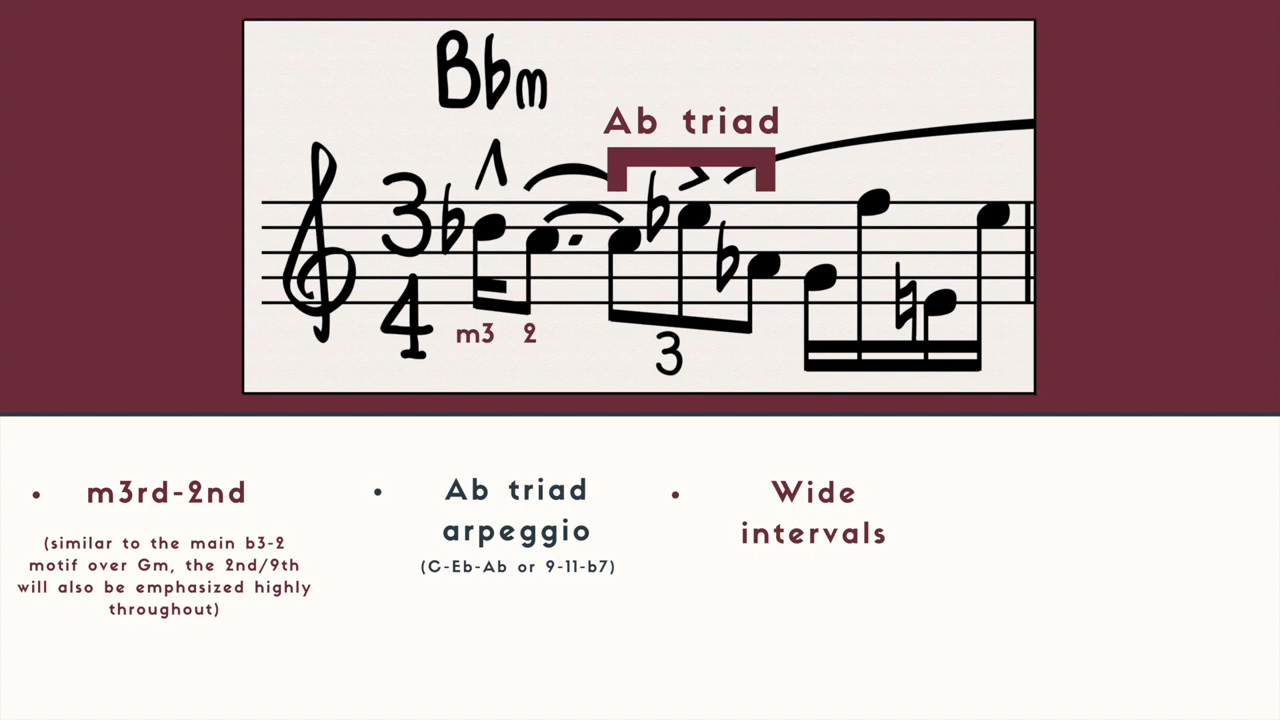 B♭m
Ab triad
3
4
m3 2
3
• m3rd-2nd
(similar to the main b3-2
motif over Gm, the 2nd/9th
will also be emphasized highly
throughout)
• Ab triad
arpeggio
(C-Eb-Ab or 9-11-b7)
• Wide
intervals